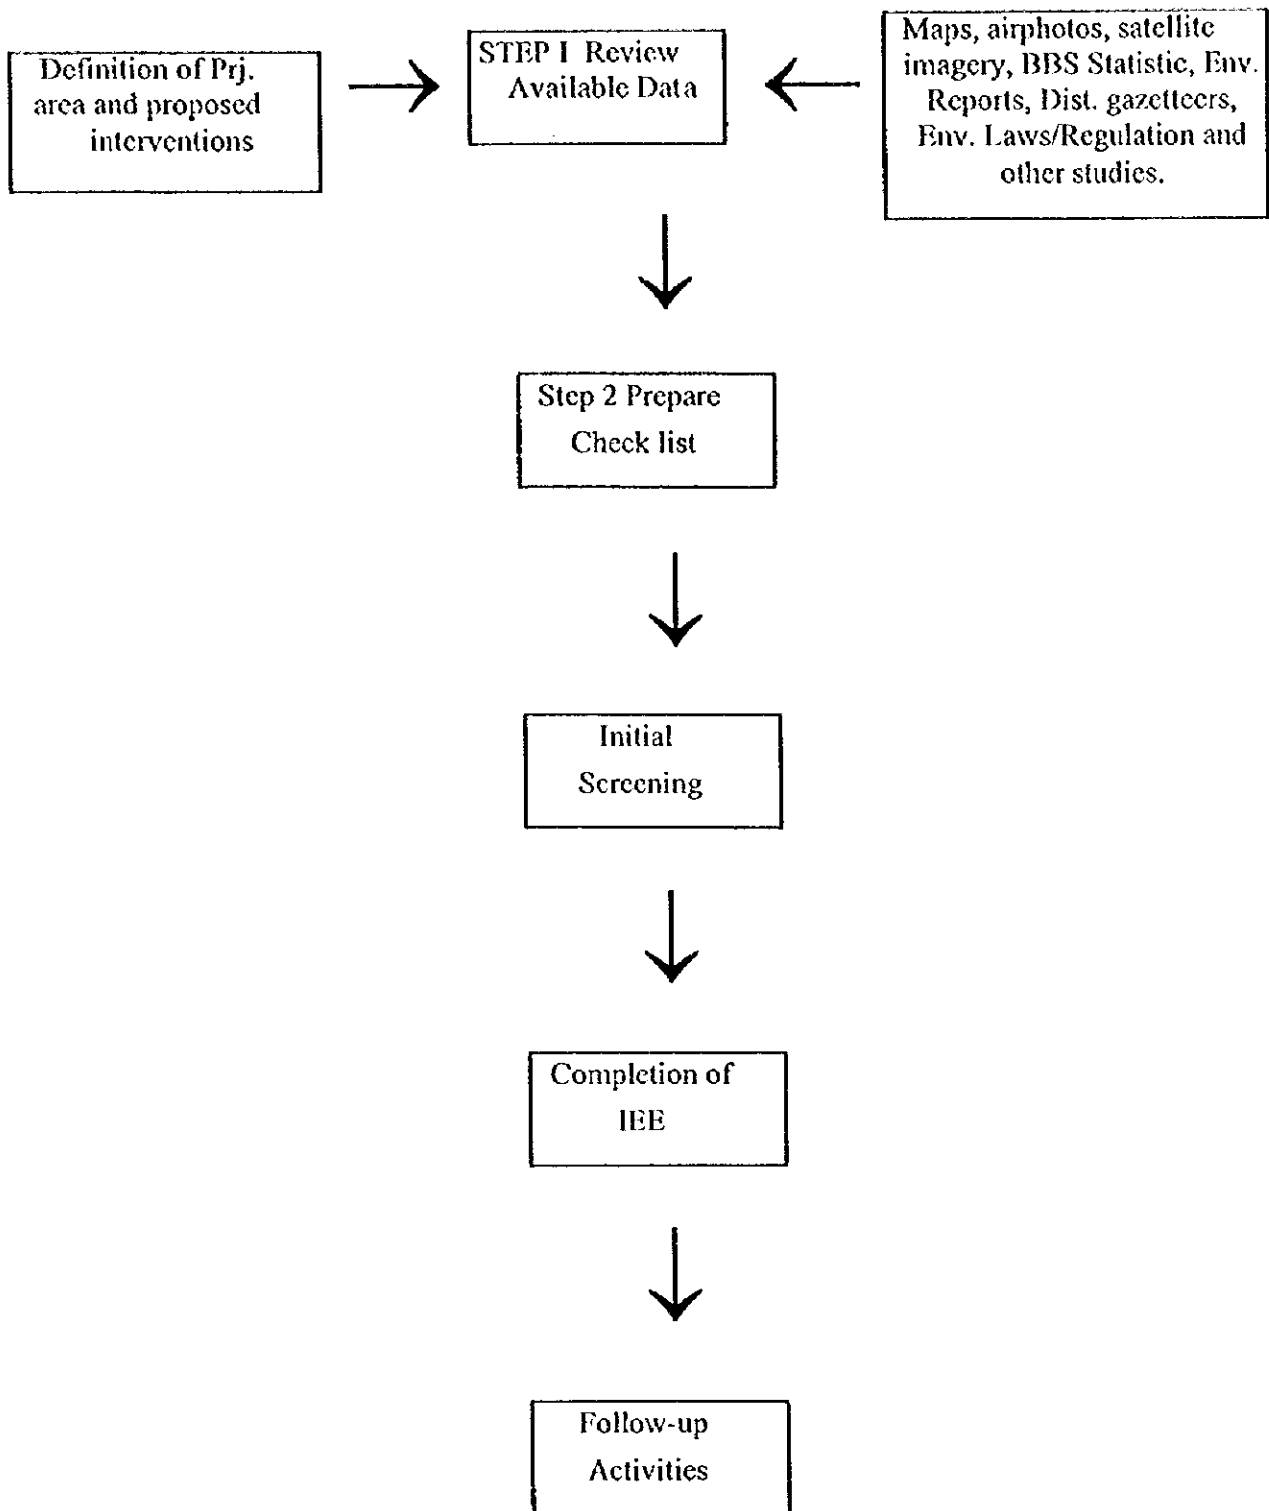 Definition of Prj.
area and proposed
interventions
STEP I Review
Available Data
Maps, airphotos, satellite
imagery, BBS Statistic, Env.
Reports, Dist. gazetteers,
Env. Laws/Regulation and
other studies.
Step 2 Prepare
Check list
Initial
Screening
Completion of
IEE
Follow-up
Activities